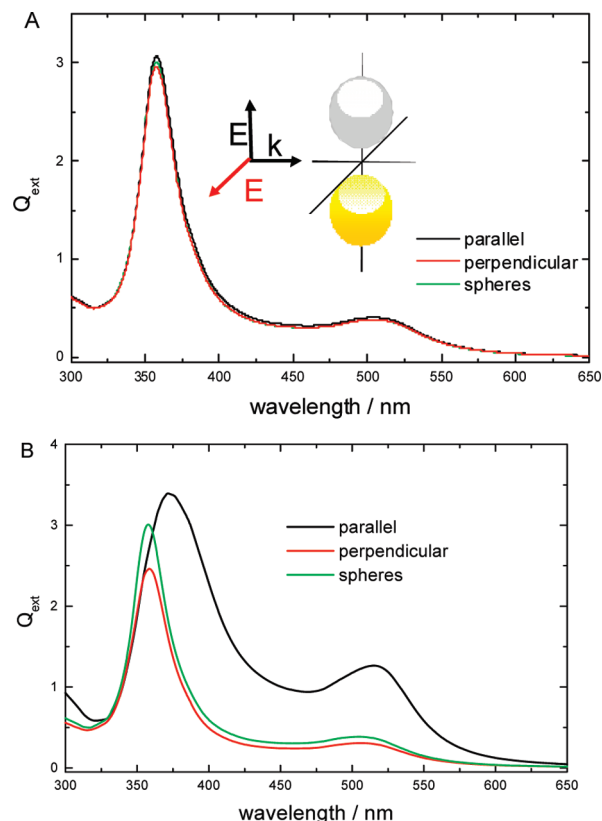 A
3
2
1
0
Q_ext
E
k
E
parallel
perpendicular
spheres
300 350 400 450 500 550 600 650
wavelength / nm
B
4
3
2
1
0
Q_ext
parallel
perpendicular
spheres
300 350 400 450 500 550 600 650
wavelength / nm